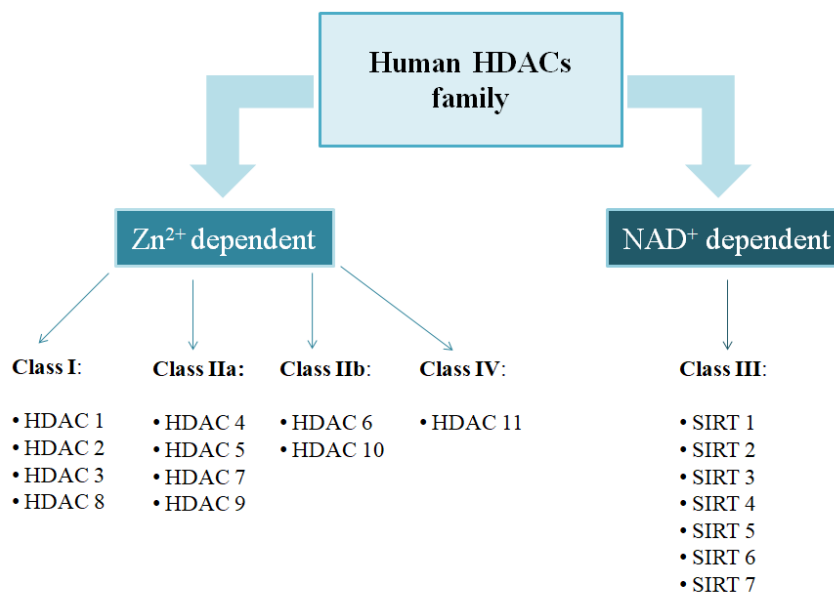 Human HDACs
family
Zn²⁺ dependent
NAD⁺ dependent
Class I:
• HDAC 1
• HDAC 2
• HDAC 3
• HDAC 8
Class IIa:
• HDAC 4
• HDAC 5
• HDAC 7
• HDAC 9
Class IIb:
• HDAC 6
• HDAC 10
Class IV:
• HDAC 11
Class III:
• SIRT 1
• SIRT 2
• SIRT 3
• SIRT 4
• SIRT 5
• SIRT 6
• SIRT 7